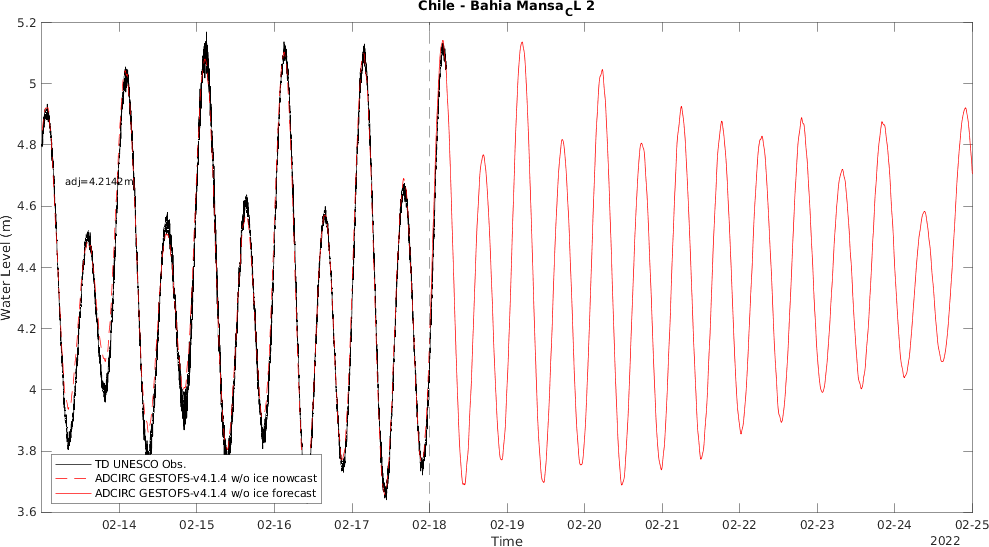 Chile - Bahia Mansa_CL 2
5.2
5
4.8
4.6
4.4
4.2
4
3.8
3.6
Water Level (m)
adj=4.2142m
TD UNESCO Obs.
ADCIRC GESTOFS-v4.1.4 w/o ice nowcast
ADCIRC GESTOFS-v4.1.4 w/o ice forecast
02-14 02-15 02-16 02-17 02-18 02-19 02-20 02-21 02-22 02-23 02-24 02-25
Time
2022